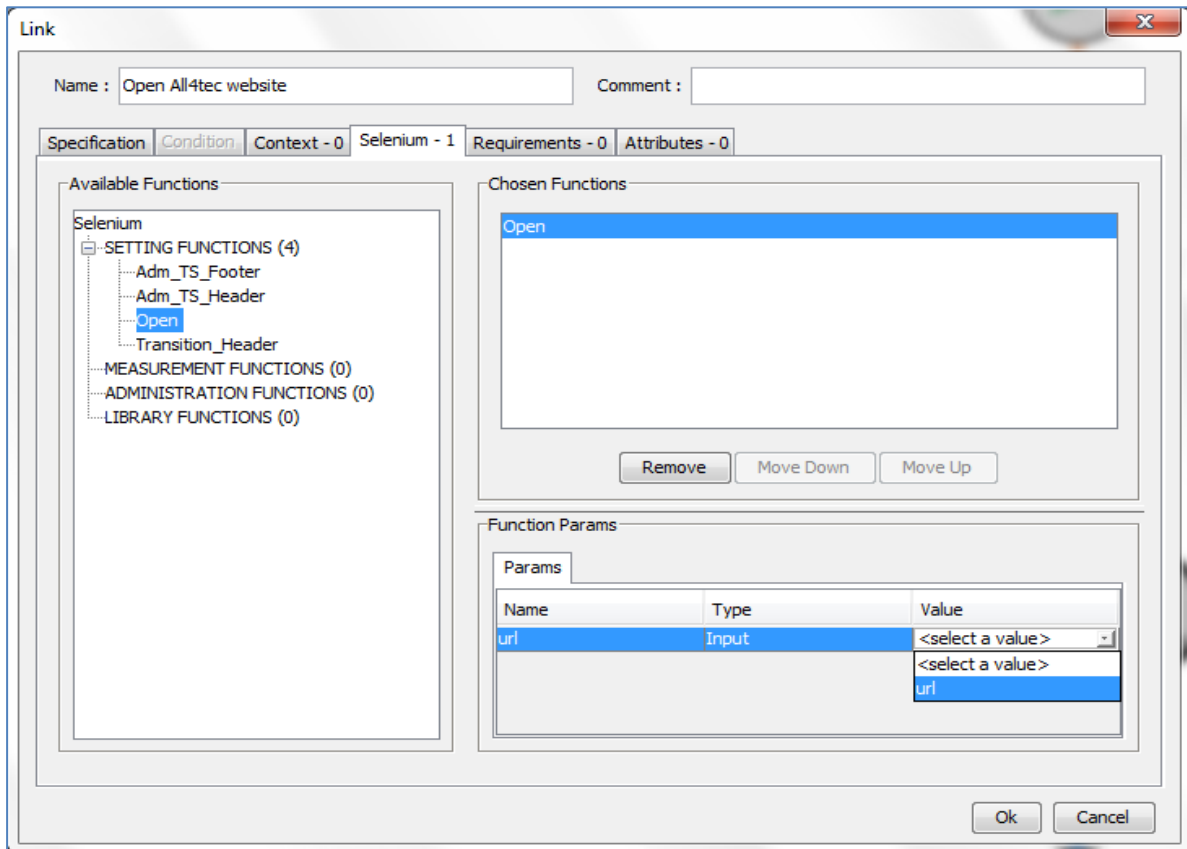 Link
Name : Open All4tec website Comment :
Specification Condition Context - 0 Selenium - 1 Requirements - 0 Attributes - 0
Available Functions
Selenium
SETTING FUNCTIONS (4)
Adm_TS_Footer
Adm_TS_Header
Open
Transition_Header
MEASUREMENT FUNCTIONS (0)
ADMINISTRATION FUNCTIONS (0)
LIBRARY FUNCTIONS (0)
Chosen Functions
Open
Remove Move Down Move Up
Function Params
Params
Name Type Value
url Input <select a value>
<select a value>
url
Ok Cancel